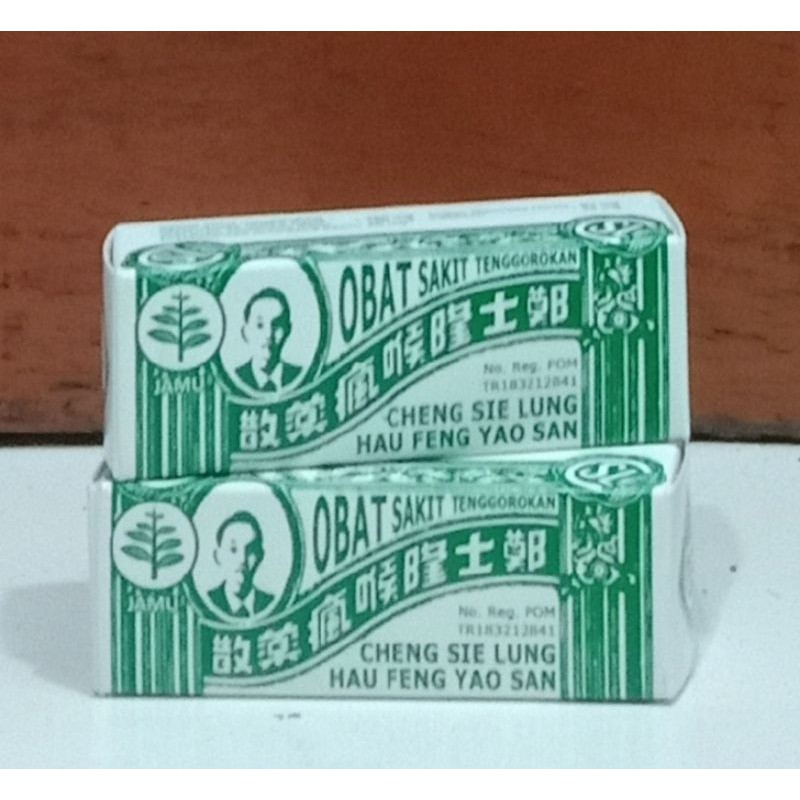 OBAT SAKIT TENGGOROKAN
鄭士隆喉瘋薬散
JAMU
No. Reg. POM
TR183212841
CHENG SIE LUNG
HAU FENG YAO SAN
OBAT SAKIT TENGGOROKAN
鄭士隆喉瘋薬散
JAMU
No. Reg. POM
TR183212841
CHENG SIE LUNG
HAU FENG YAO SAN